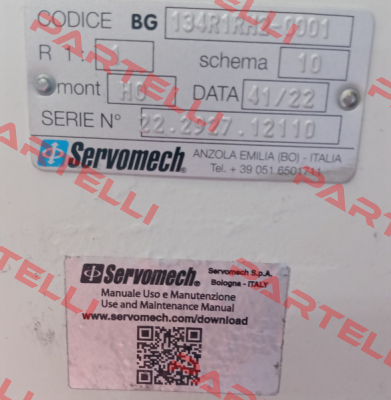 CODICE BG 134R1RH2-0001
R 1: 1 schema 10
mont DATA 41/22
SERIE N° 22.2927.12110
Servomech® ANZOLA EMILIA (BO) - ITALIA
Tel. + 39 051 6501711
PARTELLI
Servomech® Servomech S.p.A.
Bologna - ITALY
Manuale Uso e Manutenzione
Use and Maintenance Manual
www.servomech.com/download